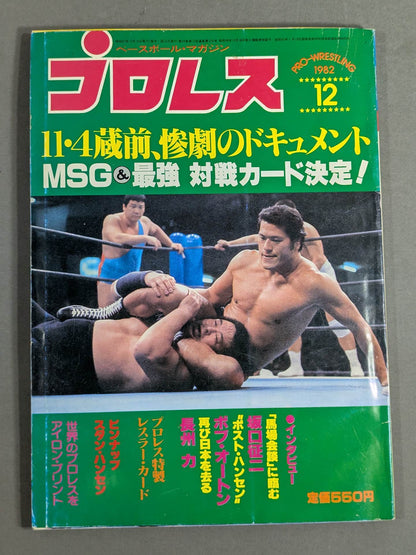 ベースボール・マガジン
プロレス
PRO-WRESTLING
1982
12
11・4蔵前、惨劇のドキュメント
MSG&最強 対戦カード決定!
●インタビュー
「馬場会談」に臨む
坂口征二
“ポスト・ハンセン”
ボブ・オートン
再び日本を去る
長州 力
プロレス特製
レスラー・カード
ピンナップ
スタン・ハンセン
世界のプロレスを
アイロン・プリント
定価550円